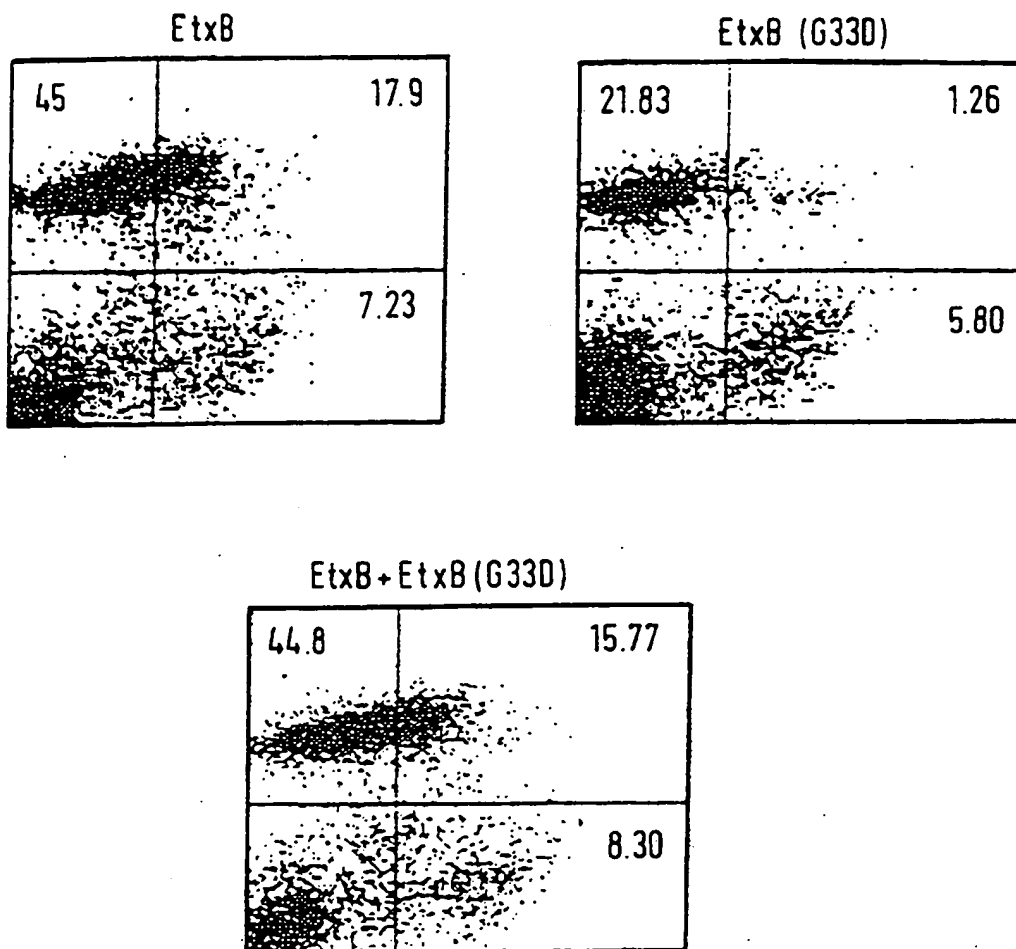 EtxB
45 17.9
7.23
EtxB (G33D)
21.83 1.26
5.80
EtxB + EtxB (G33D)
44.8 15.77
8.30